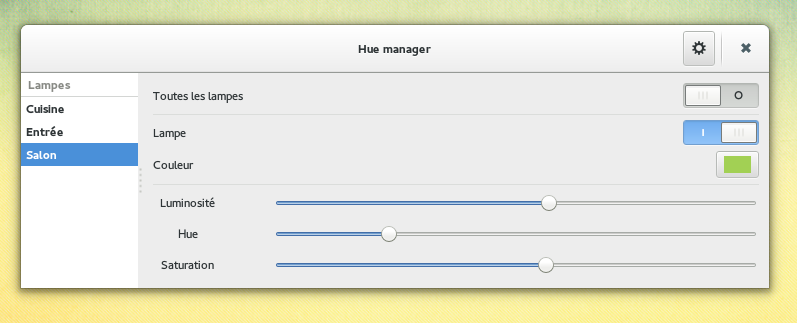 Hue manager
Lampes
Cuisine
Entrée
Salon
Toutes les lampes
Lampe
Couleur
Luminosité
Hue
Saturation